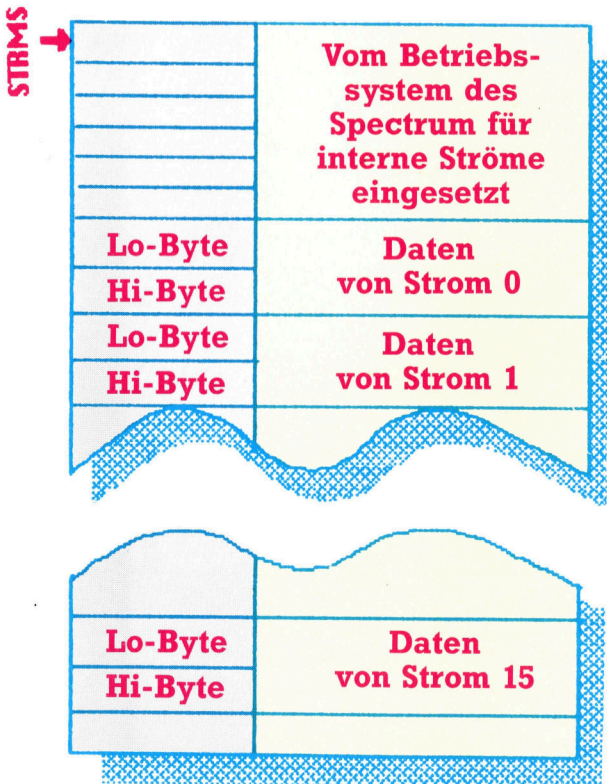 STRMS
Vom Betriebs-
system des
Spectrum für
interne Ströme
eingesetzt
Lo-Byte
Hi-Byte
Daten
von Strom 0
Lo-Byte
Hi-Byte
Daten
von Strom 1
Lo-Byte
Hi-Byte
Daten
von Strom 15